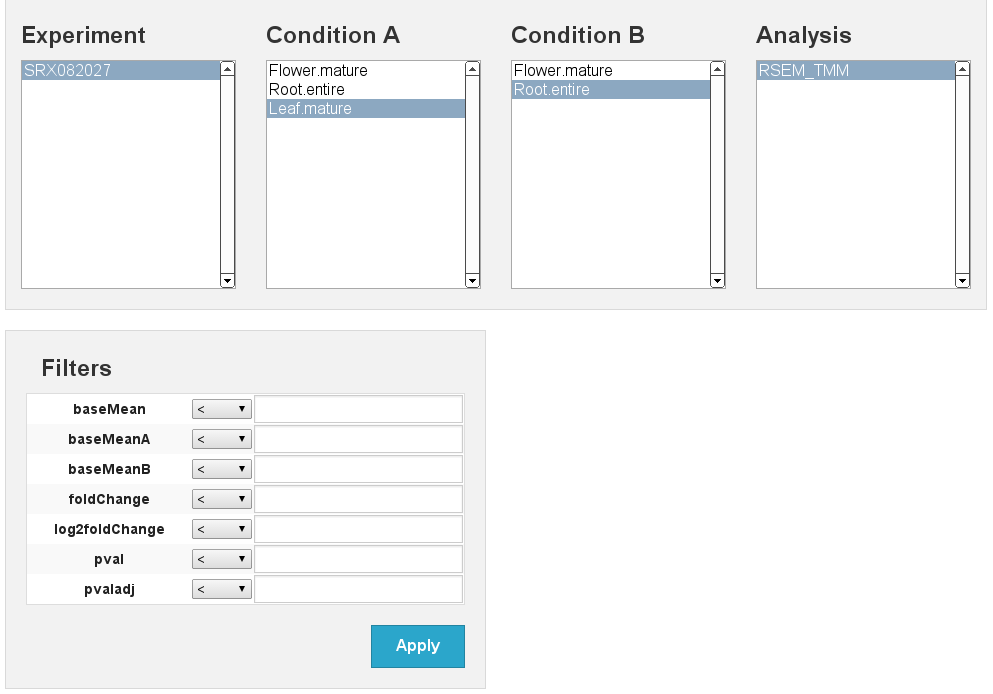 Experiment
Condition A
Condition B
Analysis
SRX082027
Flower.mature
Root.entire
Leaf.mature
Flower.mature
Root.entire
RSEM_TMM
Filters
baseMean <
baseMeanA <
baseMeanB <
foldChange <
log2foldChange <
pval <
pvaladj <
Apply